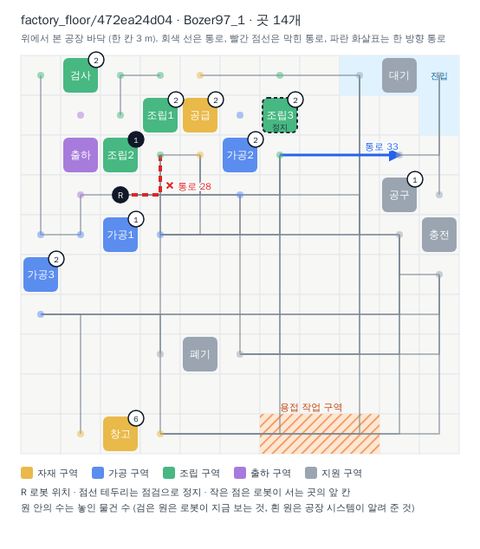 factory_floor/472ea24d04 · Bozer97_1 · 곳 14개
위에서 본 공장 바닥 (한 칸 3 m). 회색 선은 통로, 빨간 점선은 막힌 통로, 파란 화살표는 한 방향 통로
검사 2
대기
진입
조립1 2
공급 2
조립3 2
정지
출하
조립2 1
가공2 2
통로 33
R
✖ 통로 28
공구 1
가공1 1
충전
가공3 2
폐기
용접 작업 구역
창고 6
자재 구역 가공 구역 조립 구역 출하 구역 지원 구역
R 로봇 위치 · 점선 테두리는 점검으로 정지 · 작은 점은 로봇이 서는 곳의 앞 칸
원 안의 수는 놓인 물건 수 (검은 원은 로봇이 지금 보는 것, 흰 원은 공장 시스템이 알려 준 것)